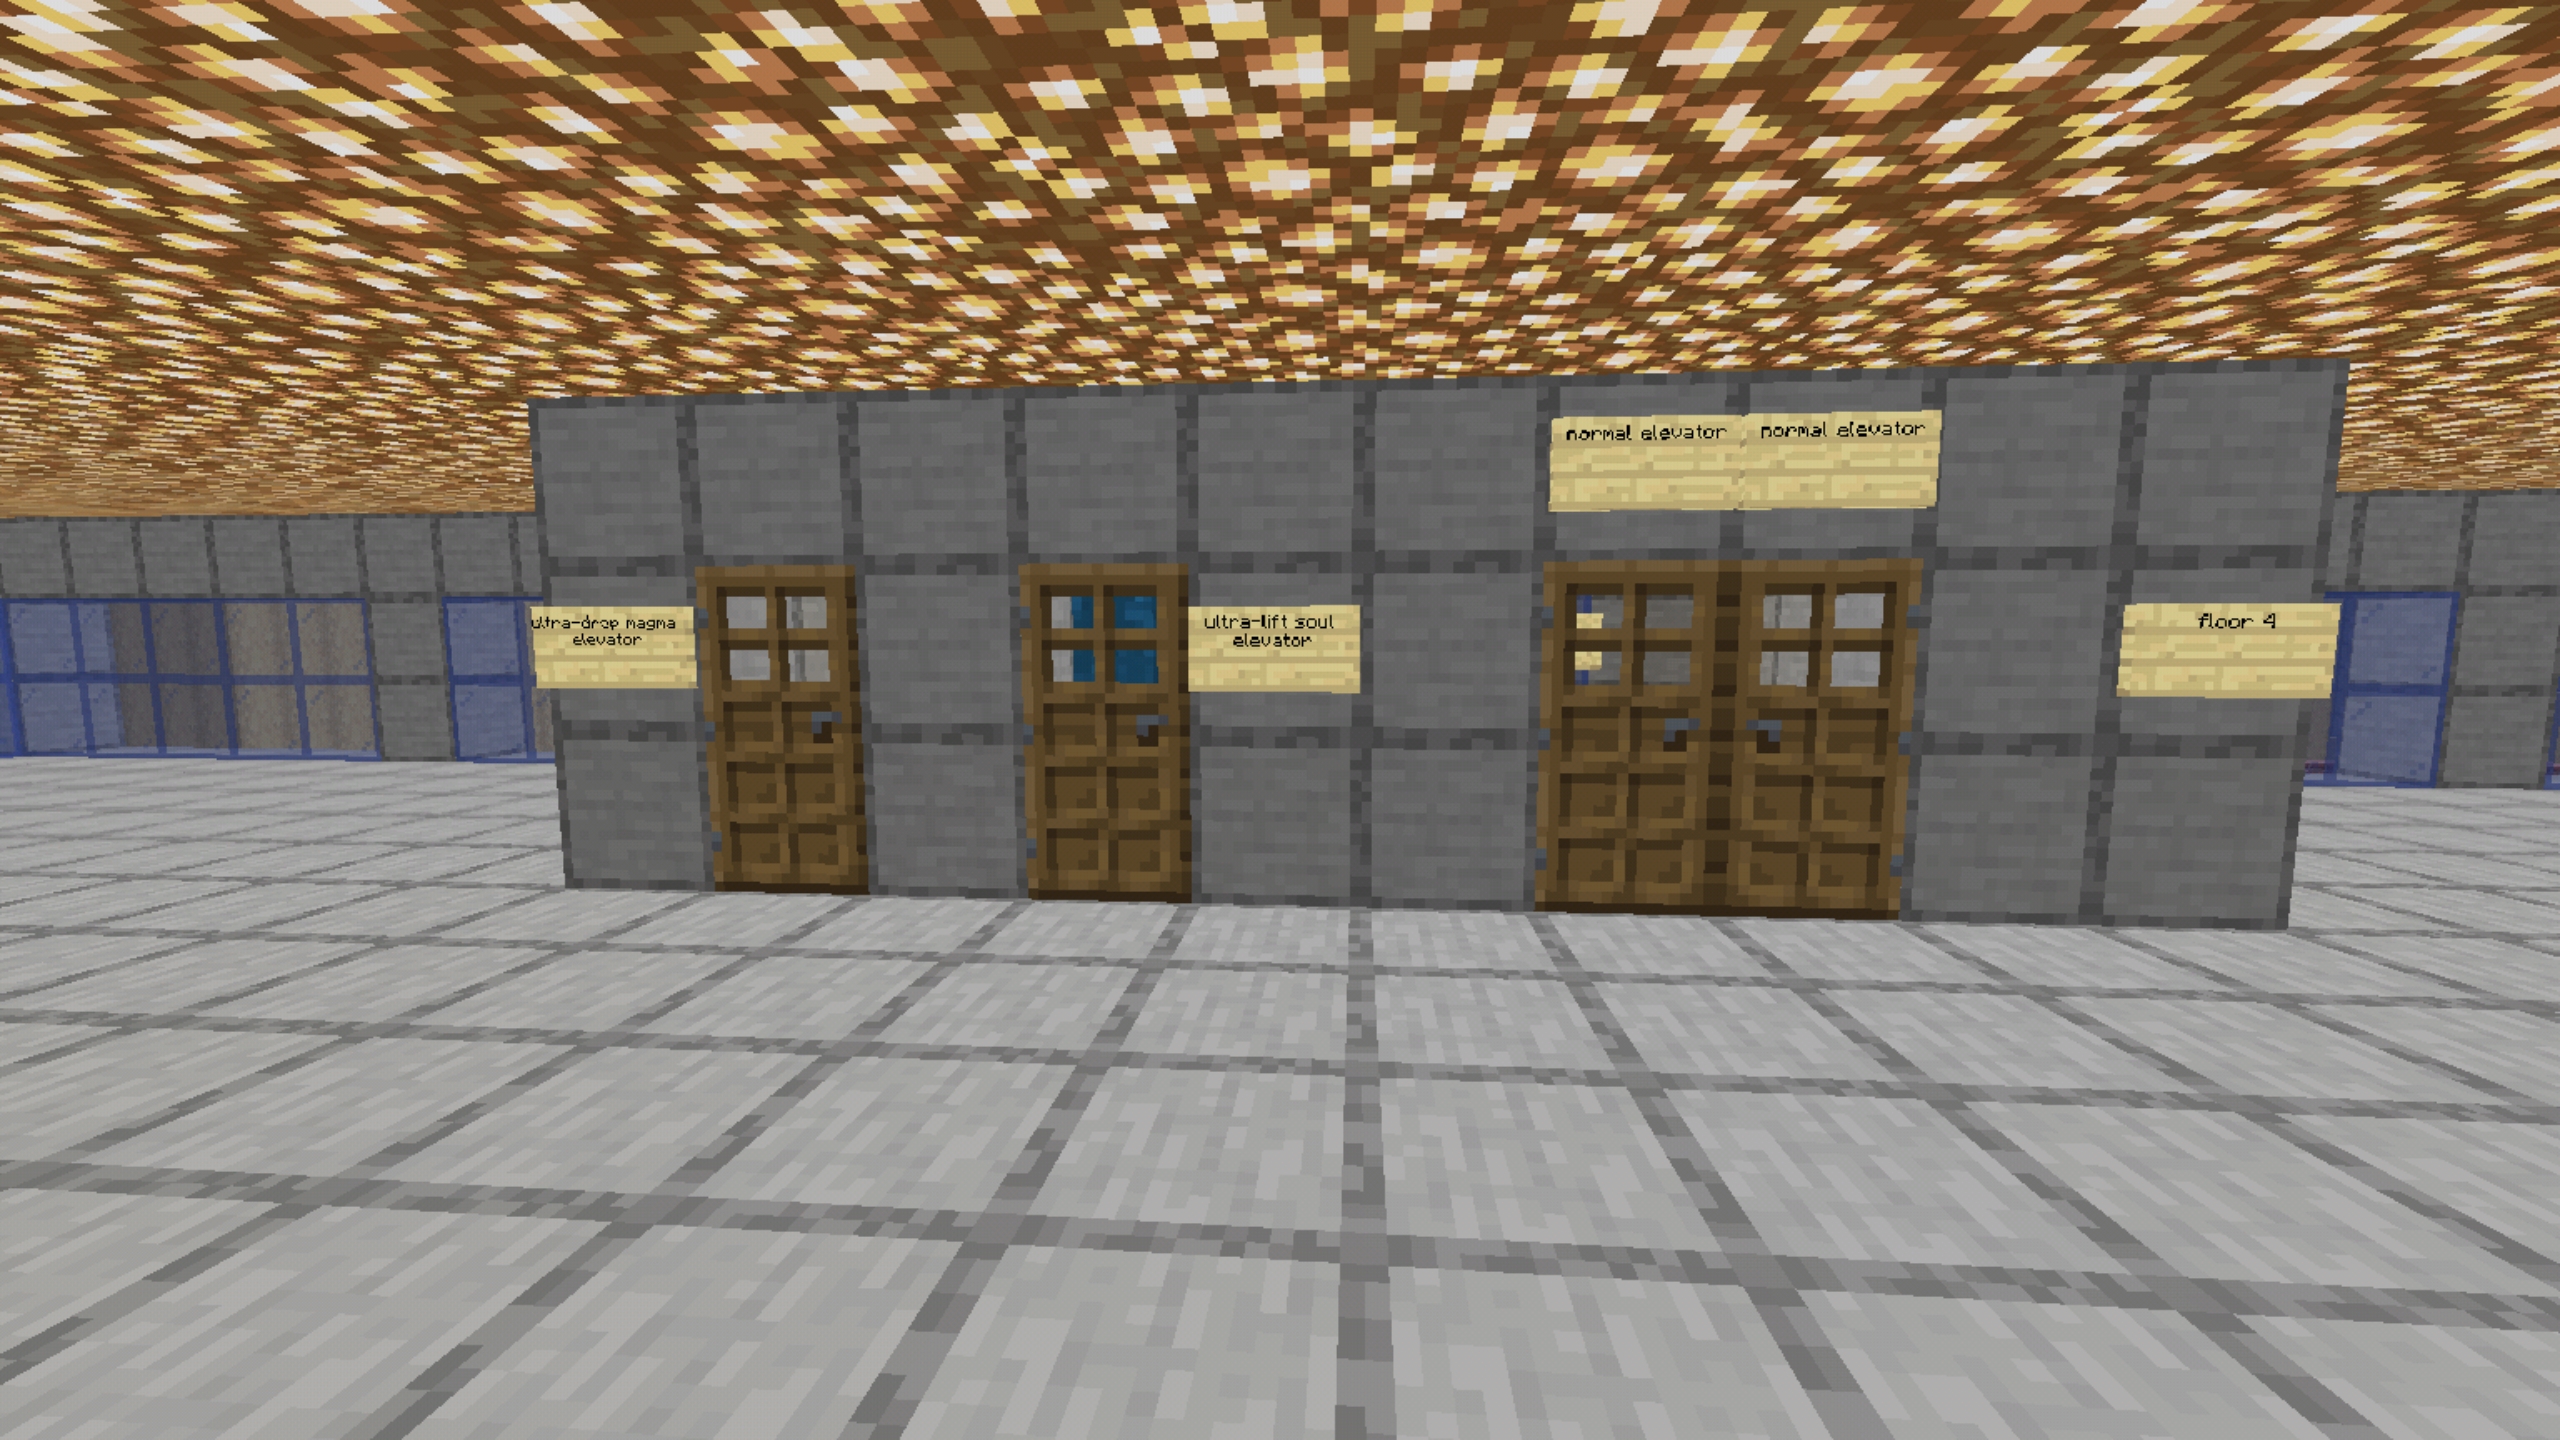 normal elevator
normal elevator
ultra-drop magma
elevator
ultra-lift soul
elevator
floor 4